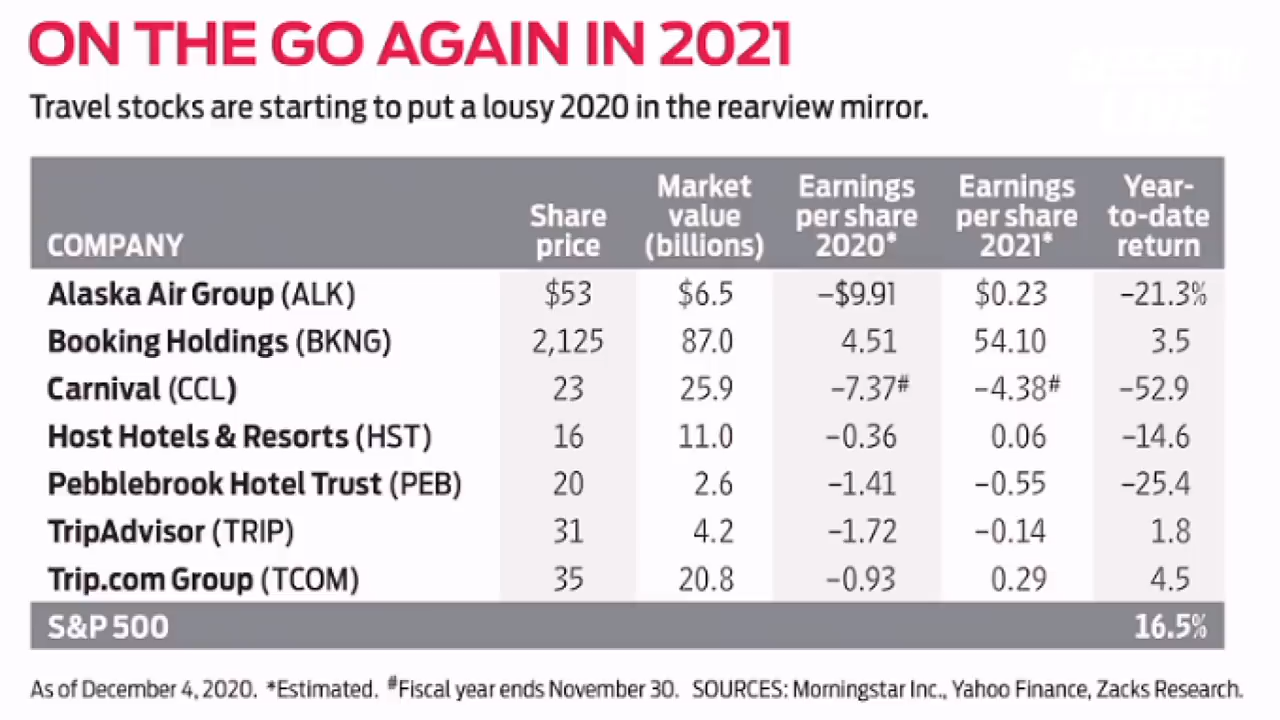 ON THE GO AGAIN IN 2021
Travel stocks are starting to put a lousy 2020 in the rearview mirror.
COMPANY Share price Market value (billions) Earnings per share 2020* Earnings per share 2021* Year-to-date return
Alaska Air Group (ALK) $53 $6.5 –$9.91 $0.23 –21.3%
Booking Holdings (BKNG) 2,125 87.0 4.51 54.10 3.5
Carnival (CCL) 23 25.9 –7.37# –4.38# –52.9
Host Hotels & Resorts (HST) 16 11.0 –0.36 0.06 –14.6
Pebblebrook Hotel Trust (PEB) 20 2.6 –1.41 –0.55 –25.4
TripAdvisor (TRIP) 31 4.2 –1.72 –0.14 1.8
Trip.com Group (TCOM) 35 20.8 –0.93 0.29 4.5
S&P 500 16.5%
As of December 4, 2020. *Estimated. #Fiscal year ends November 30. SOURCES: Morningstar Inc., Yahoo Finance, Zacks Research.